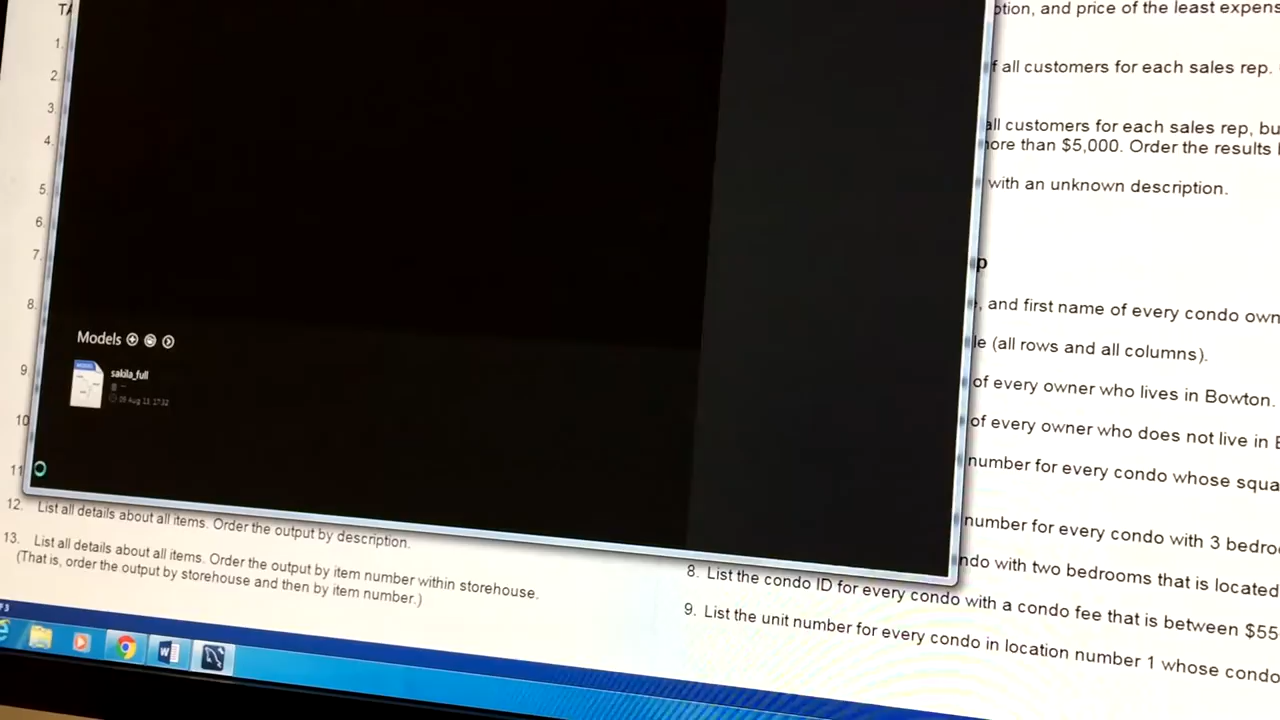 TA
1.
2.
3.
4.
5.
6.
7.
8.
9.
10
11
Models
sakila_full
09 Aug 13, 17:32
12. List all details about all items. Order the output by description.
13. List all details about all items. Order the output by item number within storehouse.
(That is, order the output by storehouse and then by item number.)
ption, and price of the least expens
f all customers for each sales rep.
all customers for each sales rep, bu
nore than $5,000. Order the results
with an unknown description.
p
, and first name of every condo own
le (all rows and all columns).
of every owner who lives in Bowton.
of every owner who does not live in
number for every condo whose squa
number for every condo with 3 bedroo
ndo with two bedrooms that is located
8. List the condo ID for every condo with a condo fee that is between $55
9. List the unit number for every condo in location number 1 whose condo